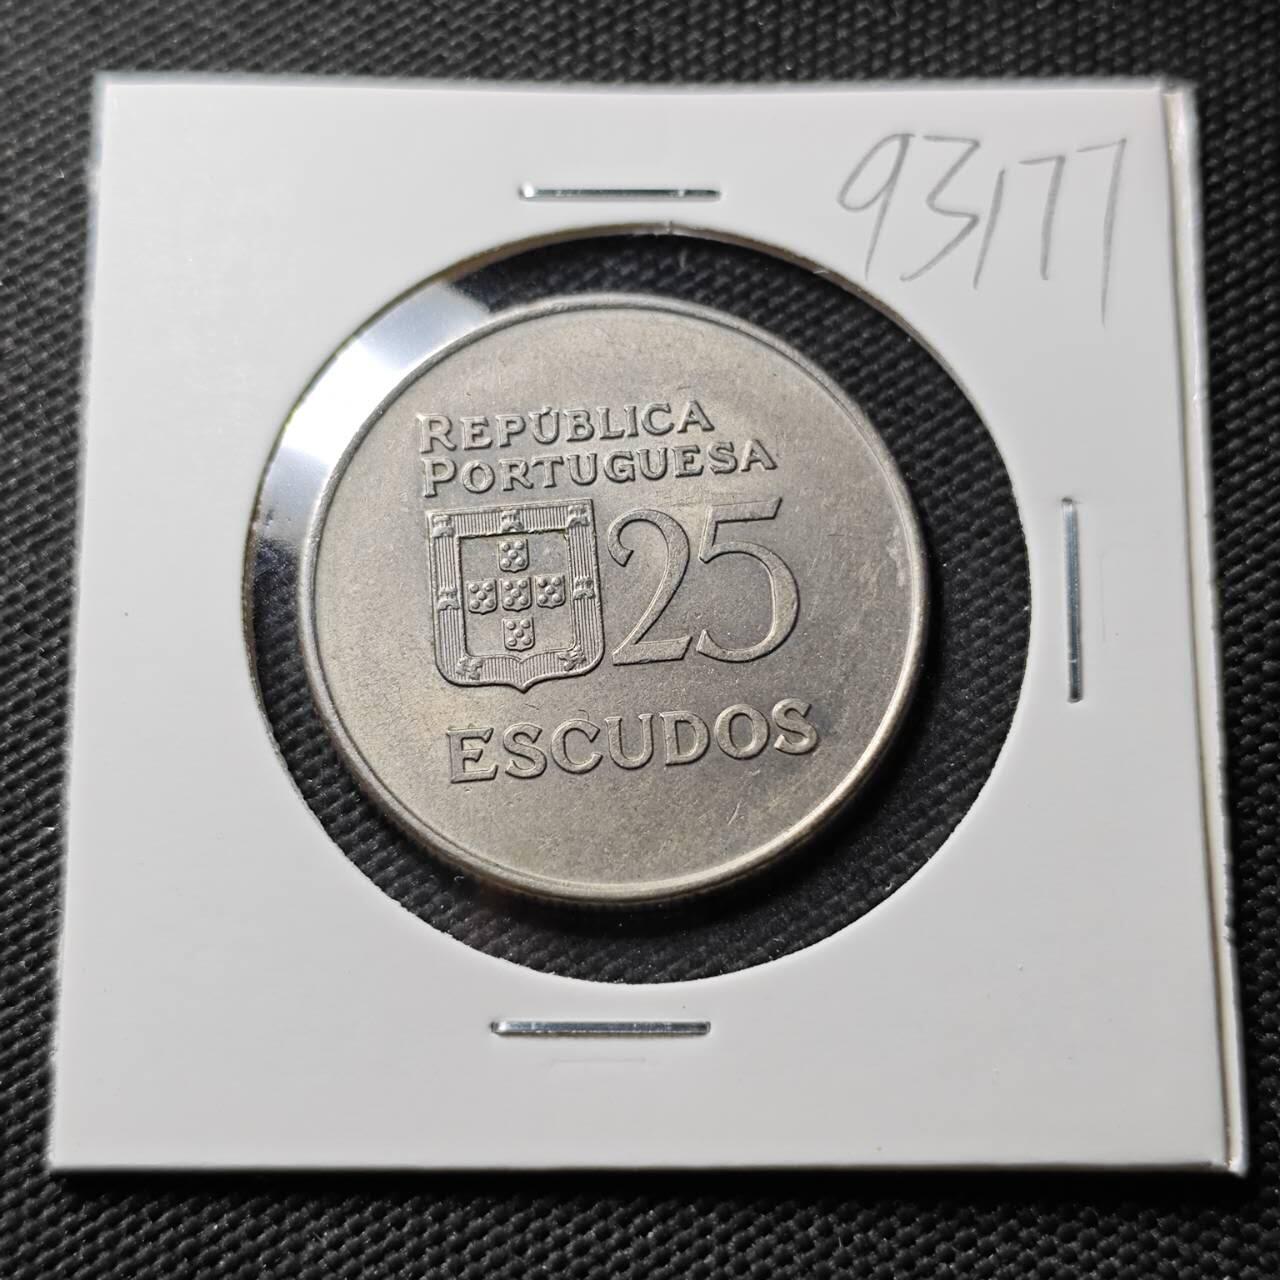 93177
REPÚBLICA
PORTUGUESA
25
ESCUDOS